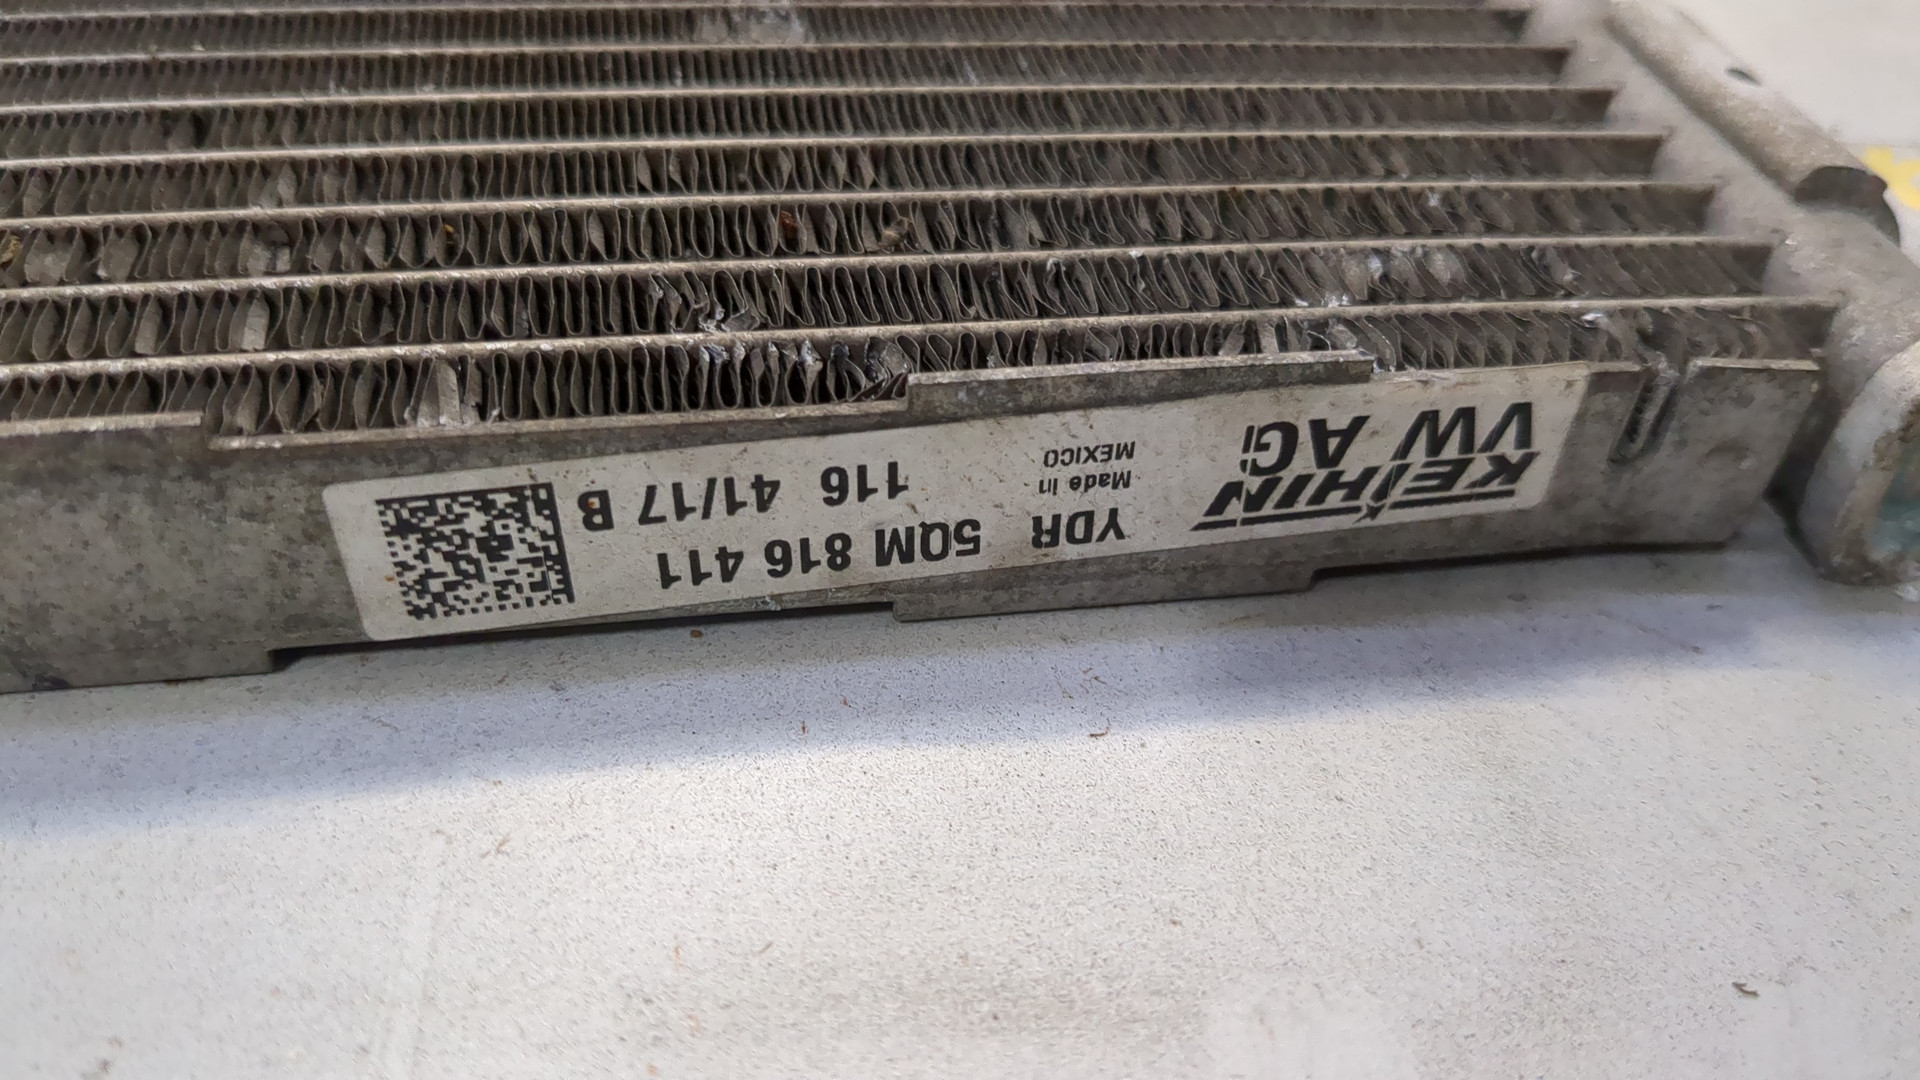 KEIHIN YDR 5QM 816 411
Made in
MEXICO
VW AG 116 41/17 B